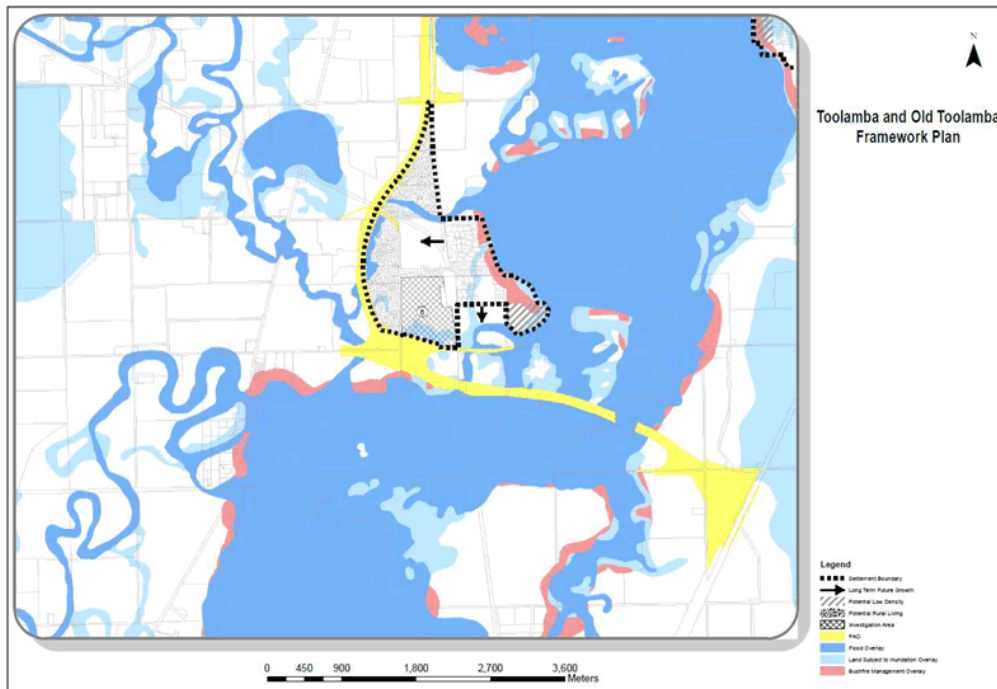 N
Toolamba and Old Toolamba
Framework Plan
6
Legend
Settlement Boundary
Long Term Future Growth
Potential Low Density
Potential Rural Living
Investigation Area
PAO
Flood Overlay
Land Subject to Inundation Overlay
Bushfire Management Overlay
0 450 900 1,800 2,700 3,600
Meters